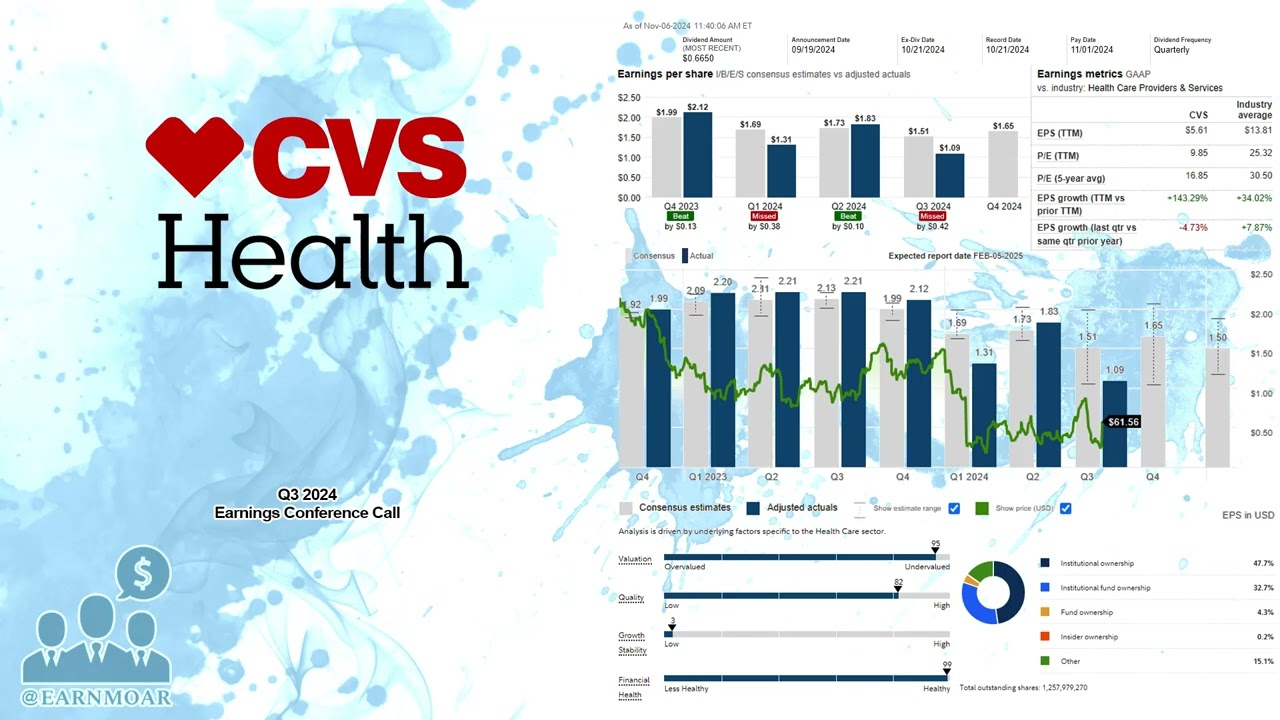 CVS
Health
Q3 2024
Earnings Conference Call
$
@EARNMOAR
As of Nov-06-2024 11:40:06 AM ET
Dividend Amount
(MOST RECENT)
$0.6650
Announcement Date
09/19/2024
Ex-Div Date
10/21/2024
Record Date
10/21/2024
Pay Date
11/01/2024
Dividend Frequency
Quarterly
Earnings per share I/B/E/S consensus estimates vs adjusted actuals
$2.50
$2.00
$1.50
$1.00
$0.50
$0.00
$1.99 $2.12
$1.69 $1.31
$1.73 $1.83
$1.51 $1.09
$1.65
Q4 2023
Beat
by $0.13
Q1 2024
Missed
by $0.38
Q2 2024
Beat
by $0.10
Q3 2024
Missed
by $0.42
Q4 2024
Consensus Actual
Expected report date FEB-05-2025
Earnings metrics GAAP
vs. industry: Health Care Providers & Services
CVS Industry average
EPS (TTM) $5.61 $13.81
P/E (TTM) 9.85 25.32
P/E (5-year avg) 16.85 30.50
EPS growth (TTM vs prior TTM) +143.29% +34.02%
EPS growth (last qtr vs same qtr prior year) -4.73% +7.87%
.92 1.99 2.09 2.20 2.11 2.21 2.13 2.21 1.99 2.12 1.69 1.31 1.73 1.83 1.51 1.09 1.65 1.50
$61.56
$2.50
$2.00
$1.50
$1.00
$0.50
Q4 Q1 2023 Q2 Q3 Q4 Q1 2024 Q2 Q3 Q4
Consensus estimates Adjusted actuals Show estimate range Show price (USD)
EPS in USD
Analysis is driven by underlying factors specific to the Health Care sector.
Valuation
95
Overvalued Undervalued
Quality
82
Low High
Growth Stability
3
Low High
Financial Health
99
Less Healthy Healthy
Institutional ownership 47.7%
Institutional fund ownership 32.7%
Fund ownership 4.3%
Insider ownership 0.2%
Other 15.1%
Total outstanding shares: 1,257,979,270